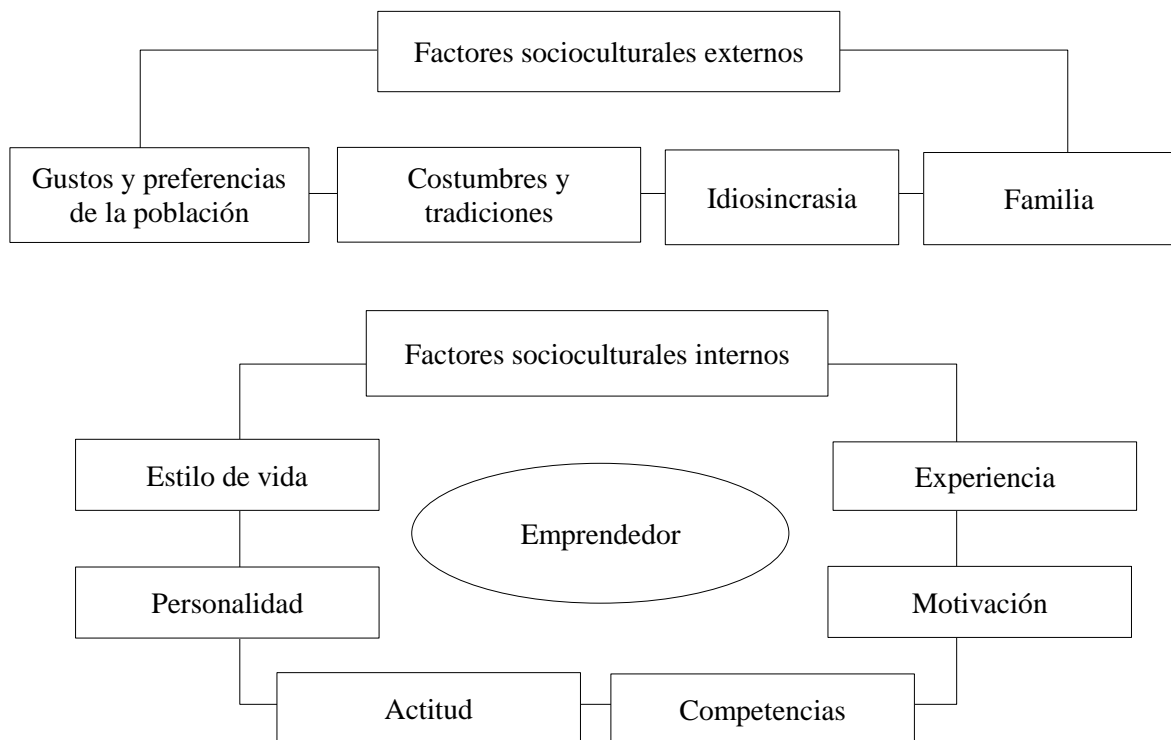 Factores socioculturales externos
Gustos y preferencias
de la población
Costumbres y
tradiciones
Idiosincrasia
Familia
Factores socioculturales internos
Estilo de vida
Experiencia
Emprendedor
Personalidad
Motivación
Actitud
Competencias